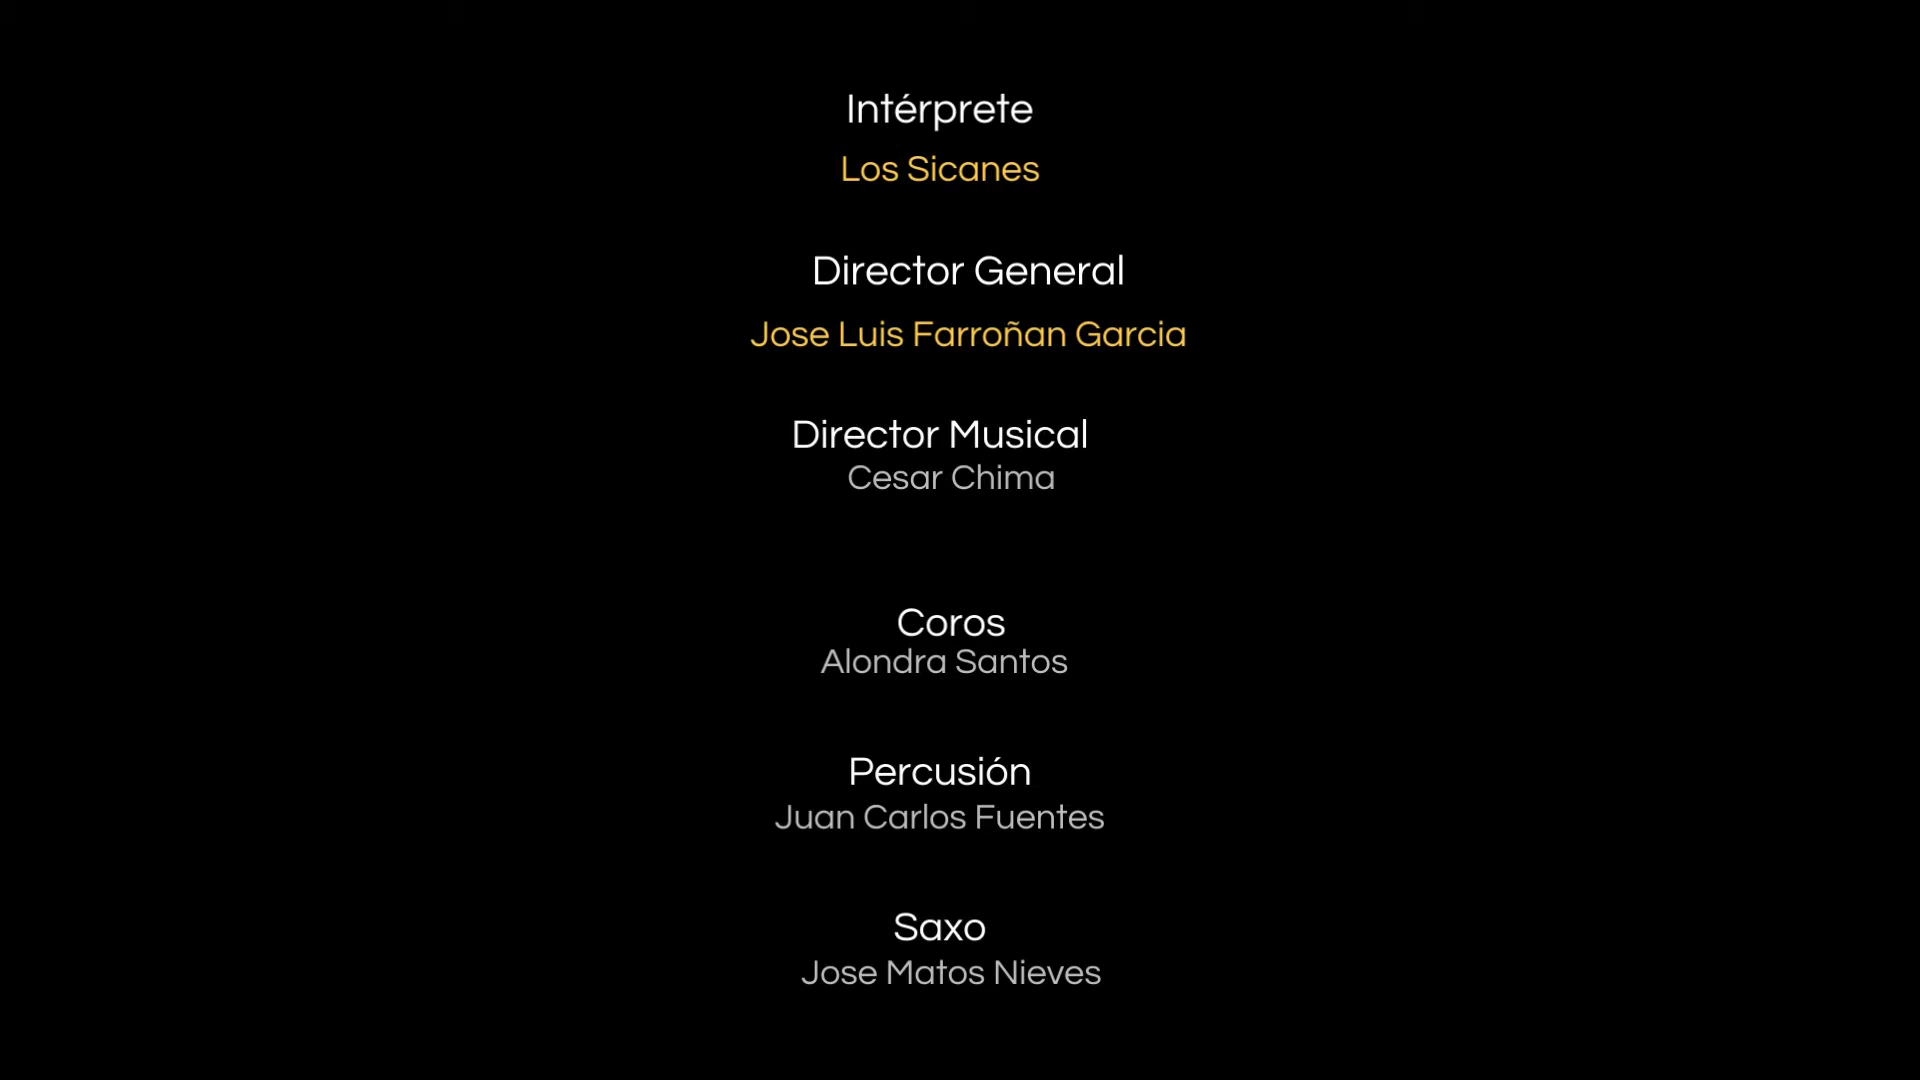 Intérprete
Los Sicanes
Director General
Jose Luis Farroñan Garcia
Director Musical
Cesar Chima
Coros
Alondra Santos
Percusión
Juan Carlos Fuentes
Saxo
Jose Matos Nieves